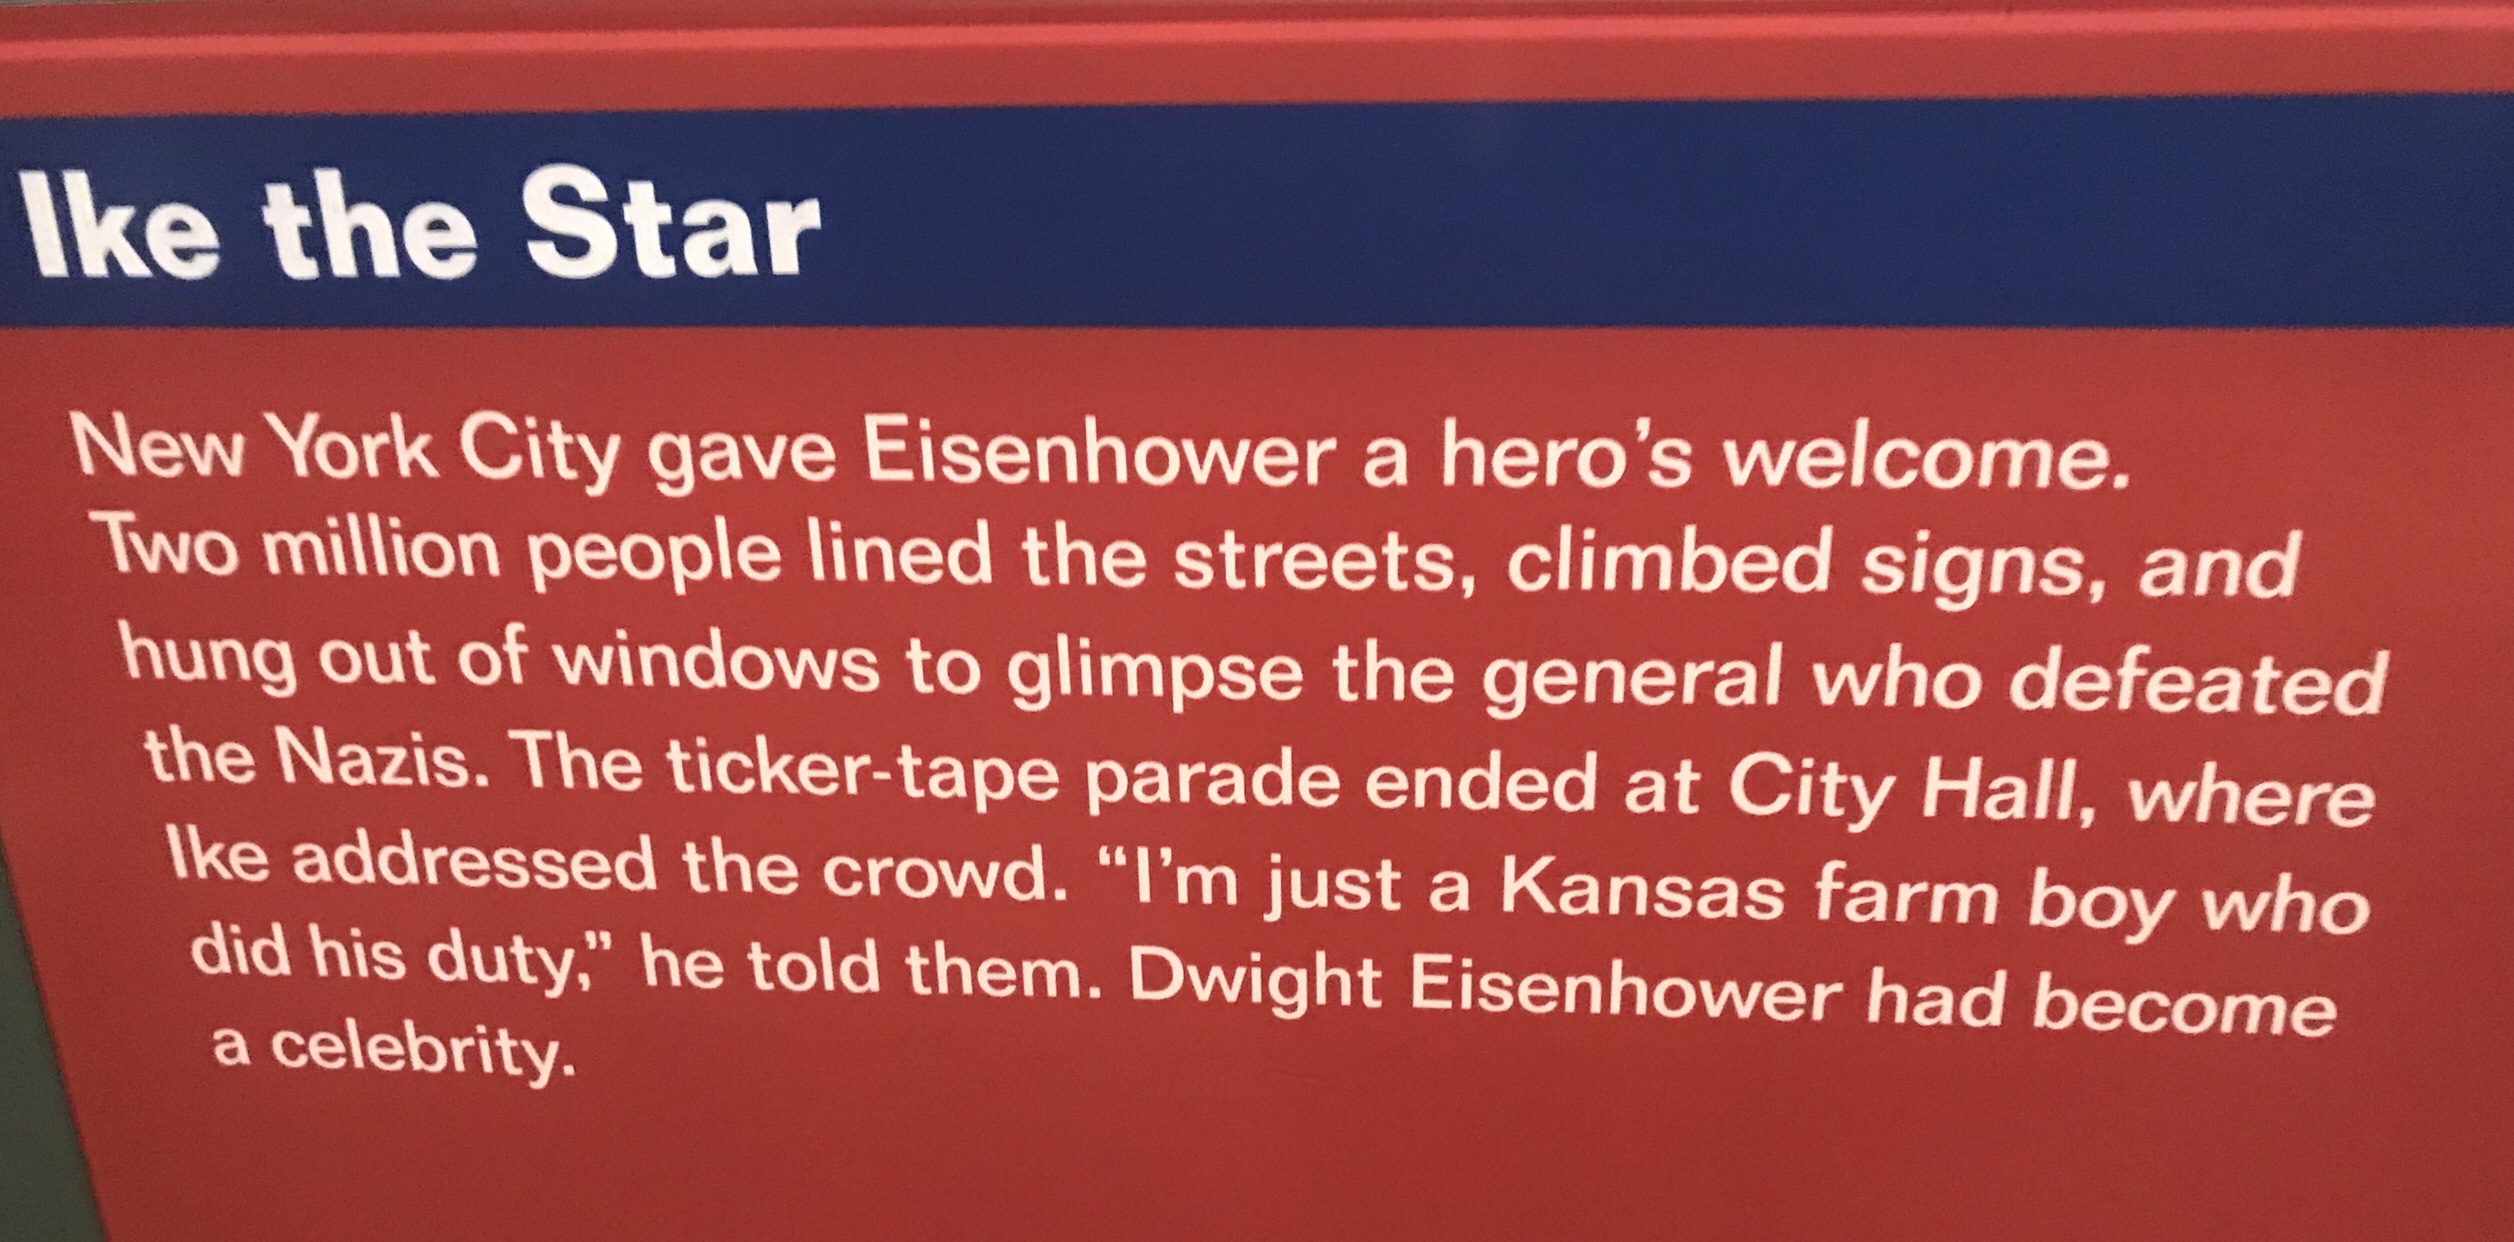 Ike the Star
New York City gave Eisenhower a hero’s welcome.
Two million people lined the streets, climbed signs, and
hung out of windows to glimpse the general who defeated
the Nazis. The ticker-tape parade ended at City Hall, where
Ike addressed the crowd. “I’m just a Kansas farm boy who
did his duty,” he told them. Dwight Eisenhower had become
a celebrity.